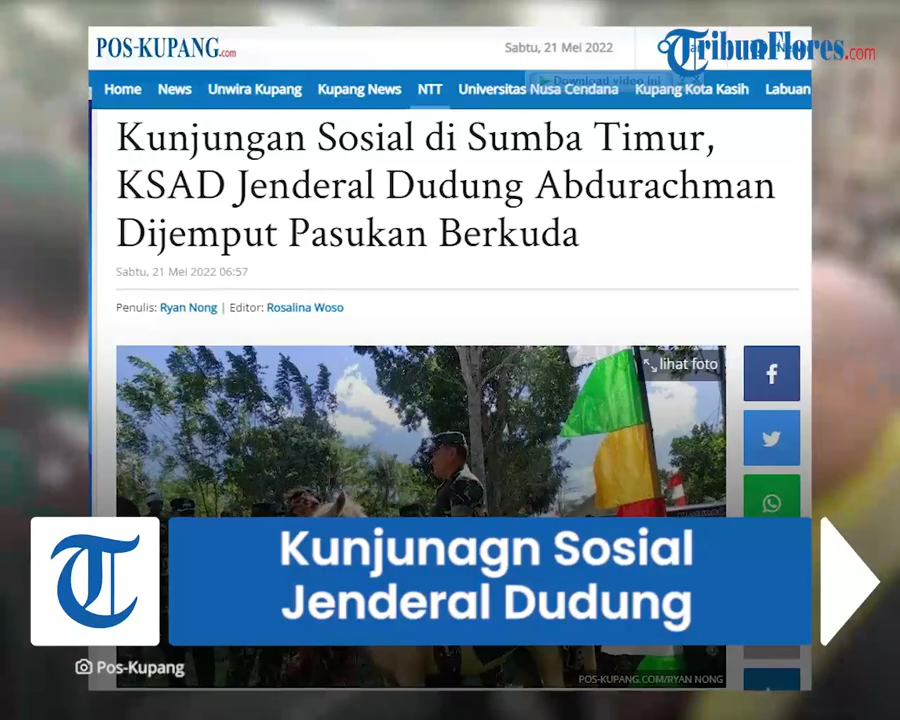 POS-KUPANG.com
Sabtu, 21 Mei 2022
TribunFlores.com
Download video ini
Home News Unwira Kupang Kupang News NTT Universitas Nusa Cendana Kupang Kota Kasih Labuan
Kunjungan Sosial di Sumba Timur,
KSAD Jenderal Dudung Abdurachman
Dijemput Pasukan Berkuda
Sabtu, 21 Mei 2022 06:57
Penulis: Ryan Nong | Editor: Rosalina Woso
lihat foto
Kunjunagn Sosial
Jenderal Dudung
Pos-Kupang
POS-KUPANG.COM/RYAN NONG